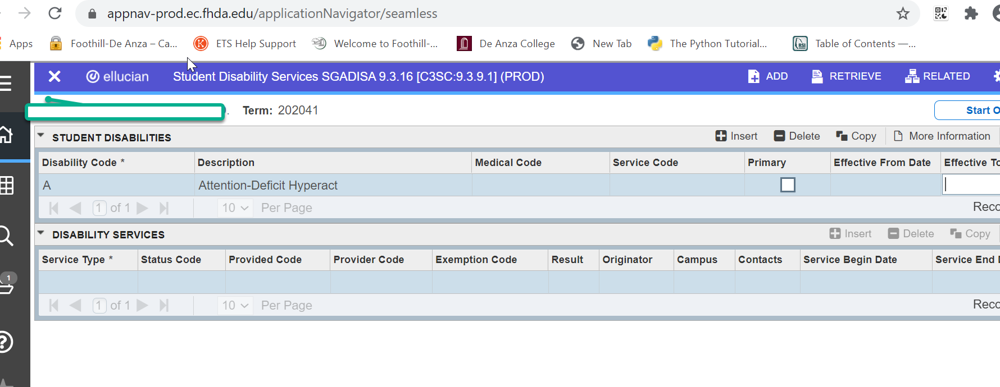 appnav-prod.ec.fhda.edu/applicationNavigator/seamless
Apps Foothill-De Anza – Ca... ETS Help Support Welcome to Foothill-... De Anza College New Tab The Python Tutorial... RSI Table of Contents —...
ellucian Student Disability Services SGADISA 9.3.16 [C3SC:9.3.9.1] (PROD) ADD RETRIEVE RELATED
Term: 202041 Start O
STUDENT DISABILITIES Insert Delete Copy More Information
Disability Code * Description Medical Code Service Code Primary Effective From Date Effective To
A Attention-Deficit Hyperact
1 of 1 10 Per Page Reco
DISABILITY SERVICES Insert Delete Copy
Service Type * Status Code Provided Code Provider Code Exemption Code Result Originator Campus Contacts Service Begin Date Service End
1
1 of 1 10 Per Page Reco